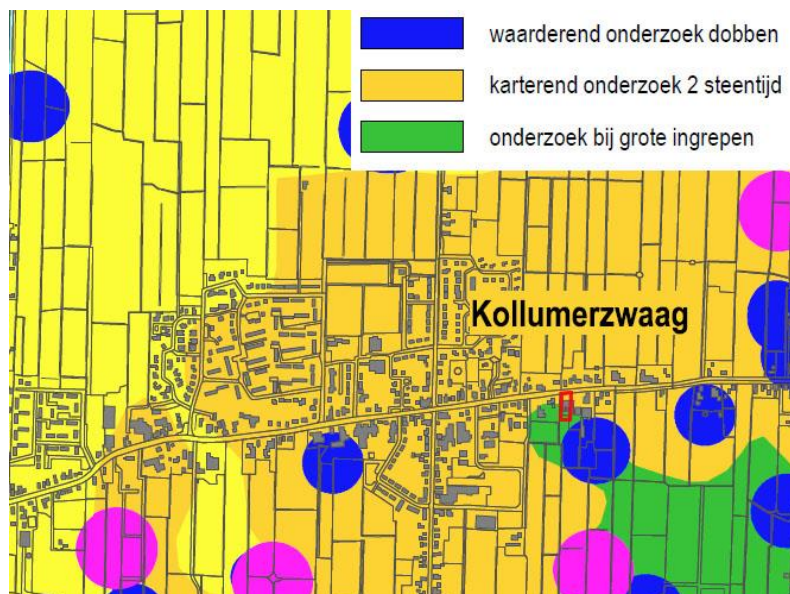 waarderend onderzoek dobben
karterend onderzoek 2 steentijd
onderzoek bij grote ingrepen
Kollumerzwaag